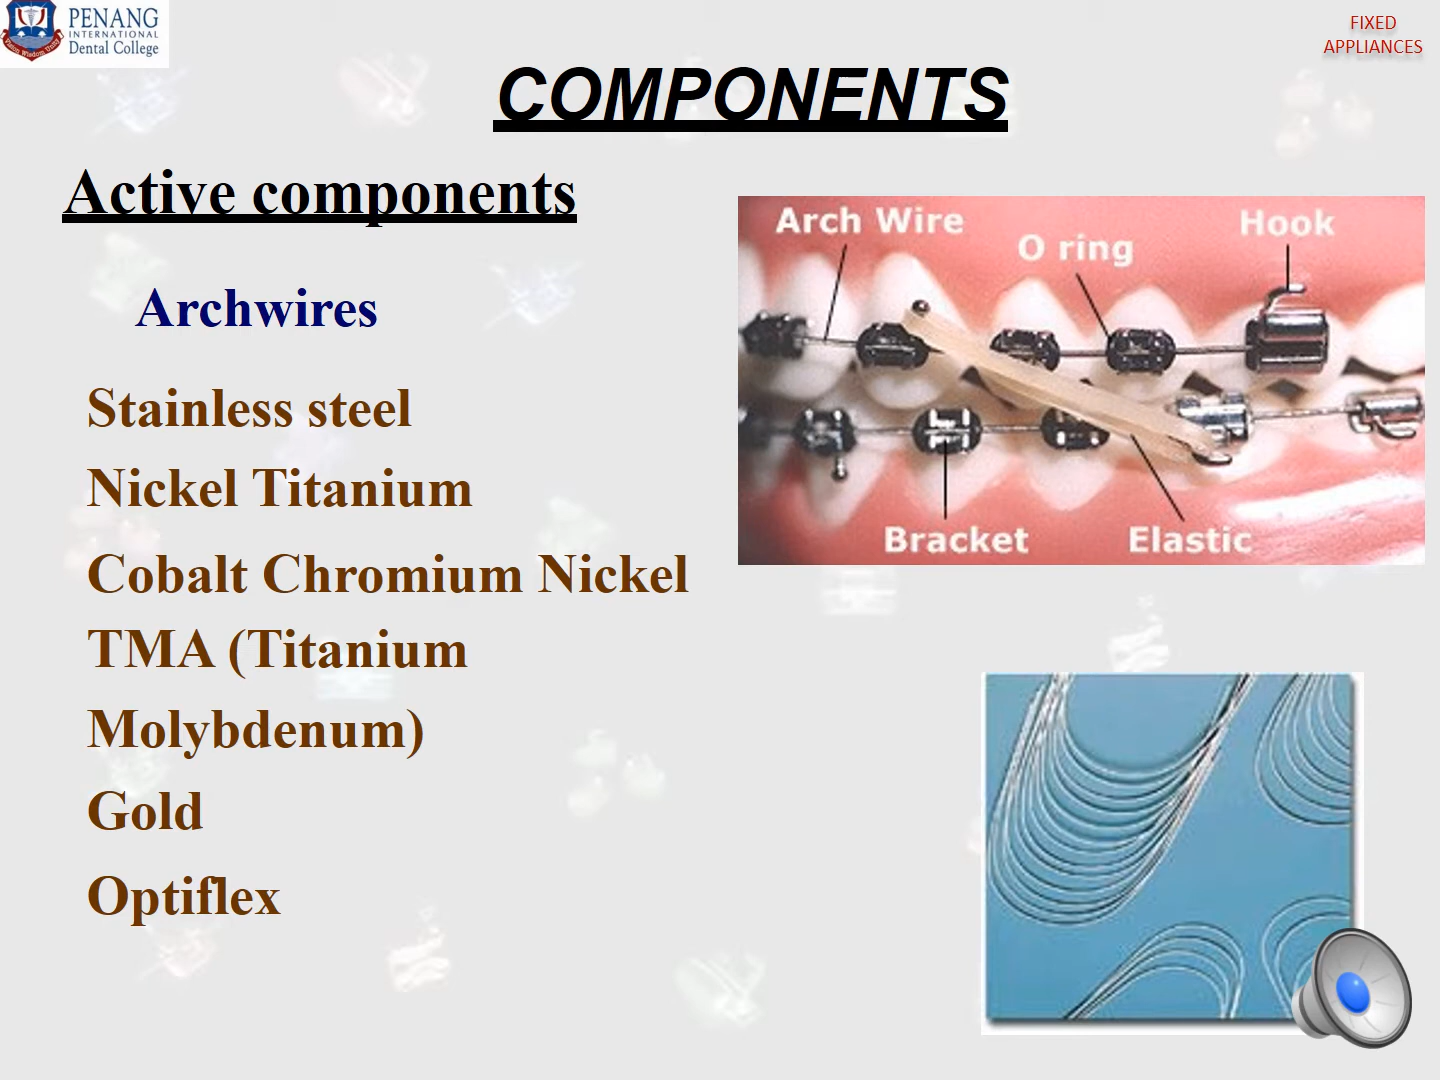 PENANG
INTERNATIONAL
Dental College
FIXED
APPLIANCES
COMPONENTS
Active components
Archwires
Stainless steel
Nickel Titanium
Cobalt Chromium Nickel
TMA (Titanium
Molybdenum)
Gold
Optiflex
Arch Wire
O ring
Hook
Bracket
Elastic